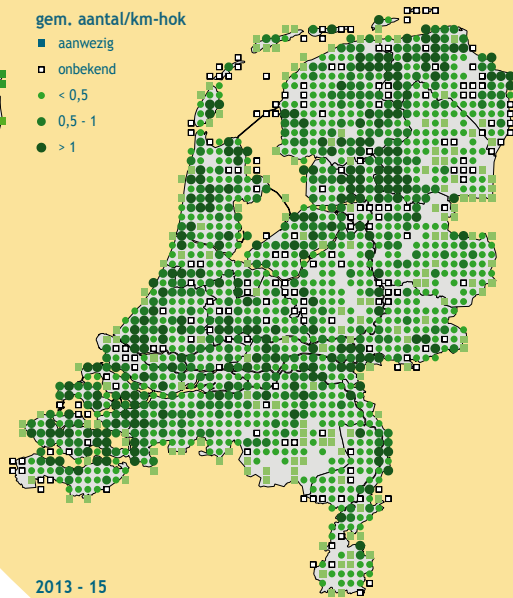 gem. aantal/km-hok
aanwezig
onbekend
< 0,5
0,5 - 1
> 1
2013 - 15